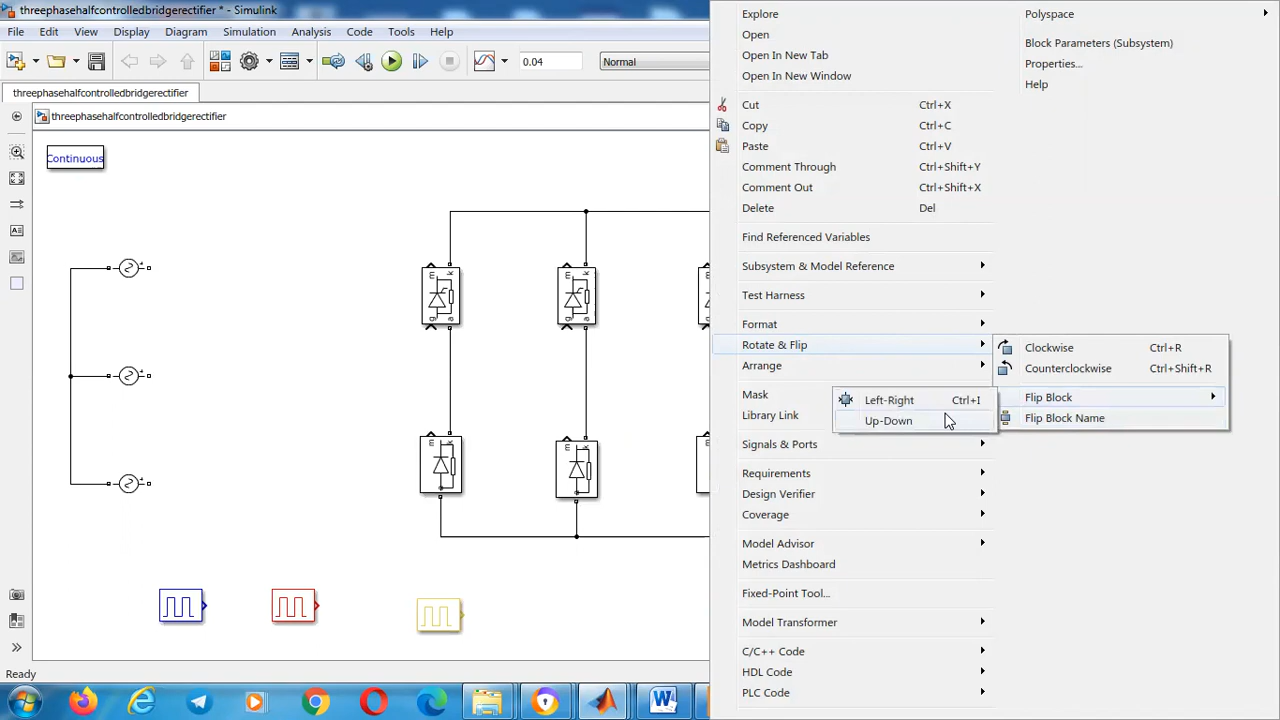 threephasehalfcontrolledbridgerectifier * - Simulink
File Edit View Display Diagram Simulation Analysis Code Tools Help
0.04 Normal
threephasehalfcontrolledbridgerectifier
threephasehalfcontrolledbridgerectifier
Continuous
m k
g a
m k
g a
m
g
m
m
Ready
Explore
Open
Open In New Tab
Open In New Window
Cut Ctrl+X
Copy Ctrl+C
Paste Ctrl+V
Comment Through Ctrl+Shift+Y
Comment Out Ctrl+Shift+X
Delete Del
Find Referenced Variables
Subsystem & Model Reference
Test Harness
Format
Rotate & Flip
Arrange
Mask
Library Link
Signals & Ports
Requirements
Design Verifier
Coverage
Model Advisor
Metrics Dashboard
Fixed-Point Tool...
Model Transformer
C/C++ Code
HDL Code
PLC Code
Polyspace
Block Parameters (Subsystem)
Properties...
Help
Clockwise Ctrl+R
Counterclockwise Ctrl+Shift+R
Flip Block
Flip Block Name
Left-Right Ctrl+I
Up-Down